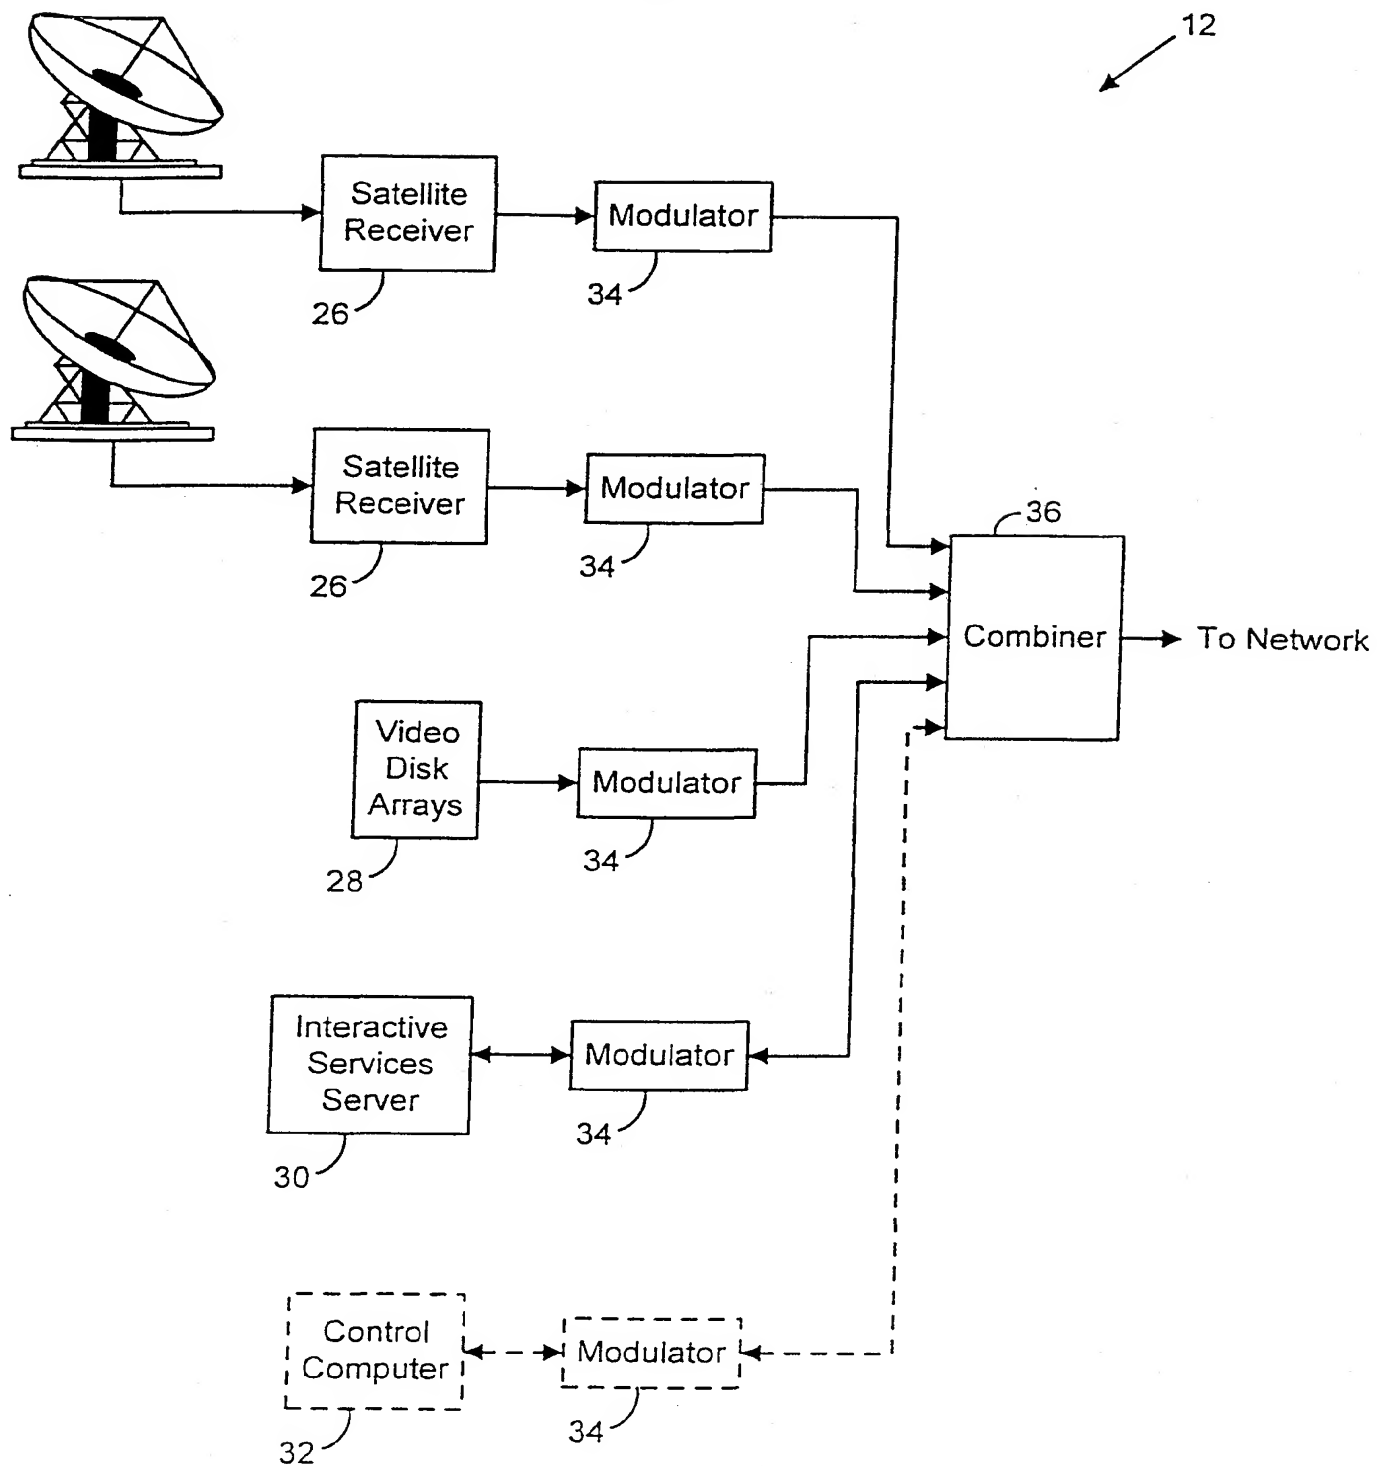 12
Satellite
Receiver
Modulator
26
34
Satellite
Receiver
Modulator
26
34
36
Combiner
To Network
Video
Disk
Arrays
Modulator
28
34
Interactive
Services
Server
Modulator
30
34
Control
Computer
Modulator
32
34